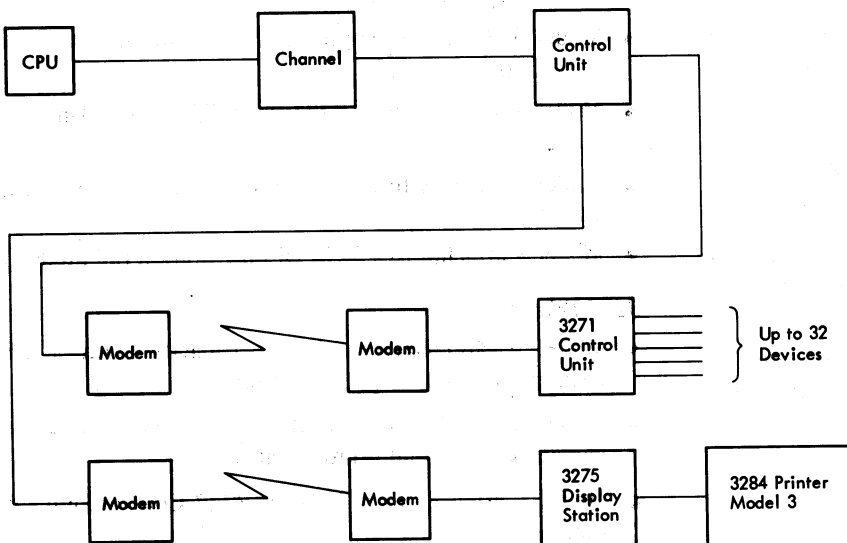 CPU
Channel
Control
Unit
Modem
Modem
3271
Control
Unit
Up to 32
Devices
Modem
Modem
3275
Display
Station
3284 Printer
Model 3